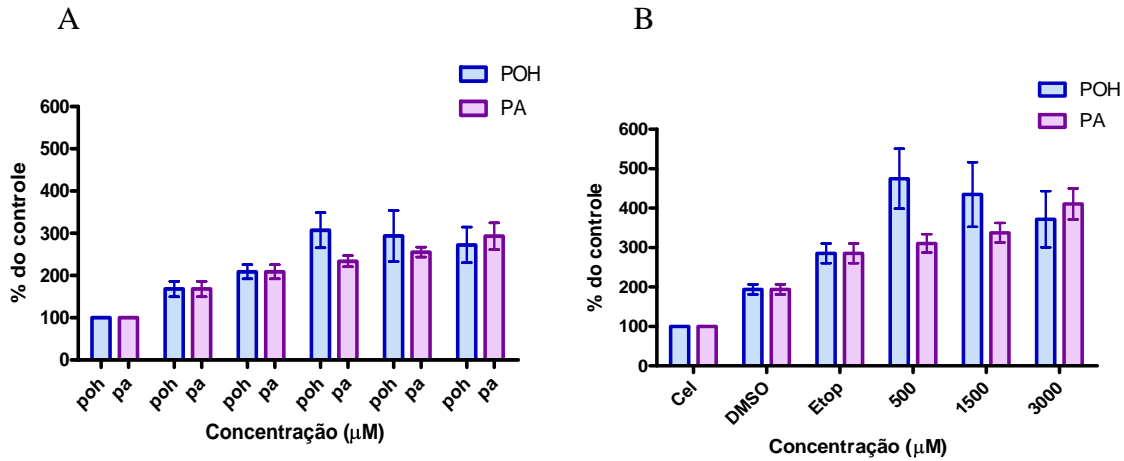 A
POH
PA
% do controle
600
500
400
300
200
100
0
poh pa poh pa poh pa poh pa poh pa poh pa
Concentração (μM)
B
POH
PA
% do controle
600
500
400
300
200
100
0
Cel DMSO Etop 500 1500 3000
Concentração (μM)